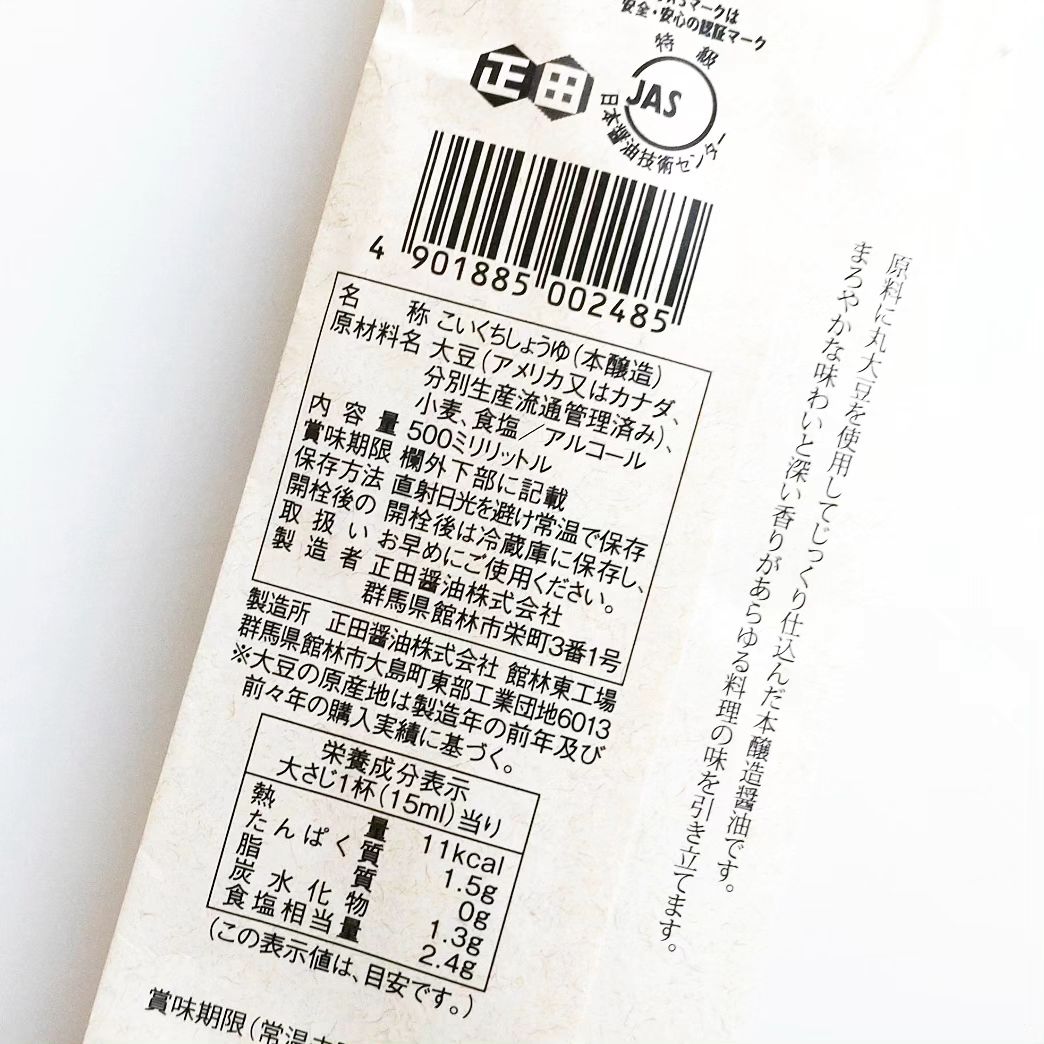 安全・安心の認証マーク
正田
特級
JAS
日本醤油技術センター
4 901885 002485
名称 こいくちしょうゆ(本醸造)
原材料名 大豆(アメリカ又はカナダ、
分別生産流通管理済み)、
小麦、食塩/アルコール
内容量 500ミリリットル
賞味期限 欄外下部に記載
保存方法 直射日光を避け常温で保存
開栓後の 開栓後は冷蔵庫に保存し、
取扱い お早めにご使用ください。
製造者 正田醤油株式会社
群馬県館林市栄町3番1号
製造所 正田醤油株式会社 館林東工場
群馬県館林市大島町東部工業団地6013
※大豆の原産地は製造年の前年及び
前々年の購入実績に基づく。
栄養成分表示
大さじ1杯(15ml)当り
熱量 11kcal
たんぱく質 1.5g
脂質 0g
炭水化物 1.3g
食塩相当量 2.4g
(この表示値は、目安です。)
賞味期限(常温
原料に丸大豆を使用してじっくり仕込んだ本醸造醤油です。
まろやかな味わいと深い香りがあらゆる料理の味を引き立てます。